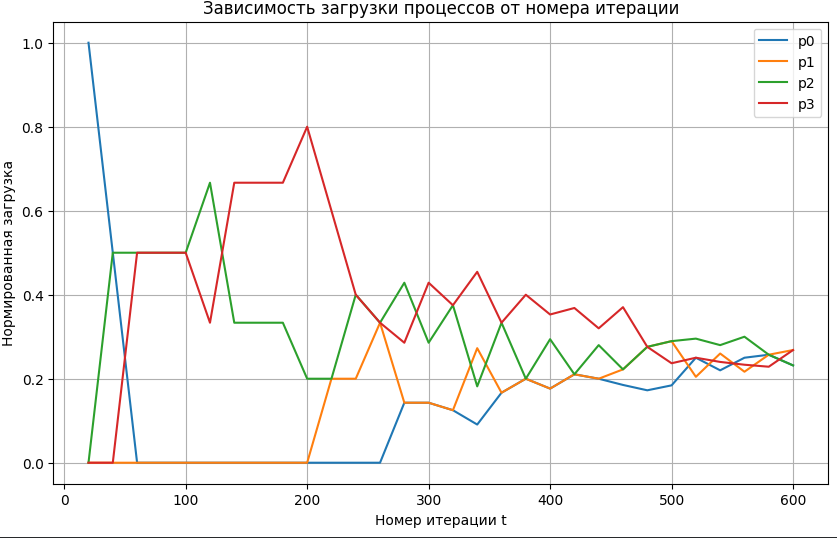 Зависимость загрузки процессов от номера итерации
p0
p1
p2
p3
1.0
0.8
0.6
0.4
0.2
0.0
Нормированная загрузка
0 100 200 300 400 500 600
Номер итерации t